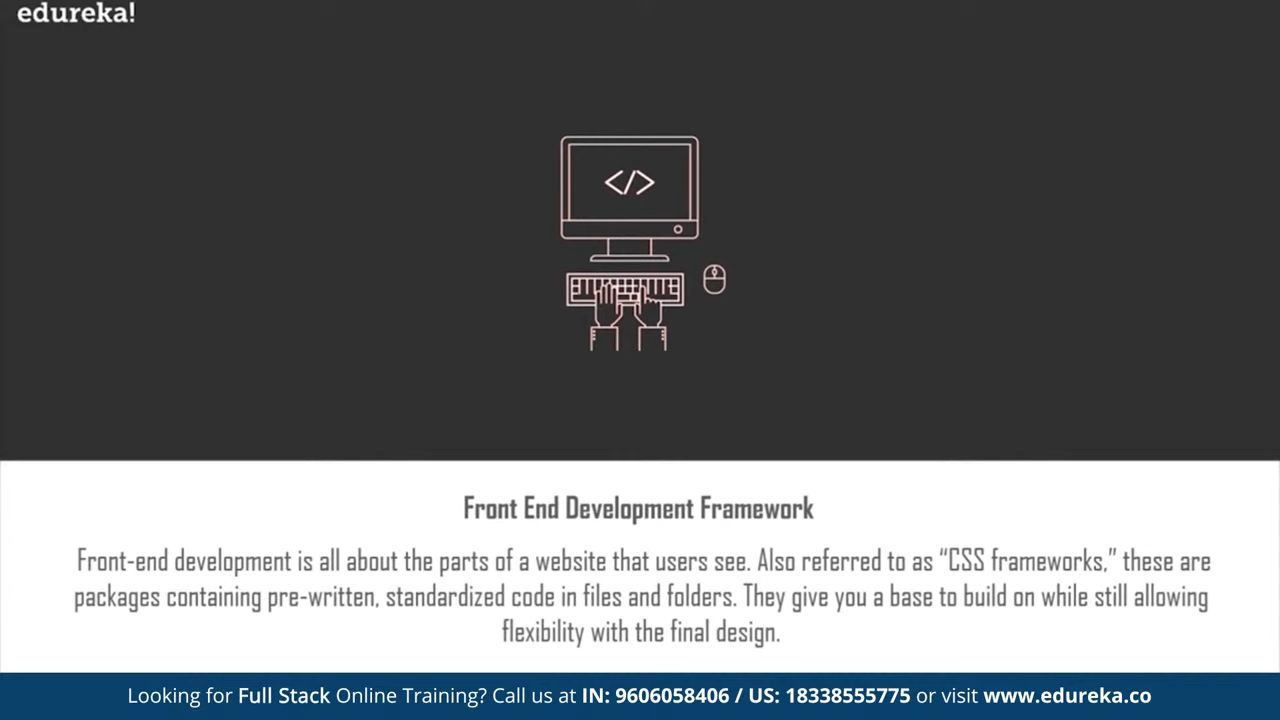 edureka!
</>
Front End Development Framework
Front-end development is all about the parts of a website that users see. Also referred to as “CSS frameworks,” these are
packages containing pre-written, standardized code in files and folders. They give you a base to build on while still allowing
flexibility with the final design.
Looking for Full Stack Online Training? Call us at IN: 9606058406 / US: 18338555775 or visit www.edureka.co